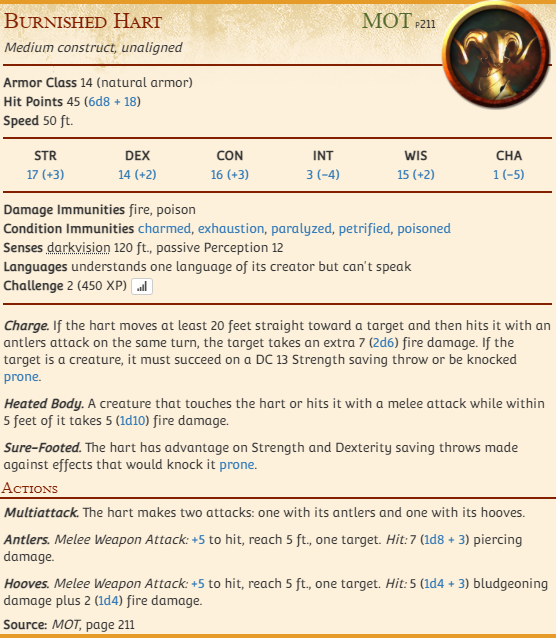 Burnished Hart MOT p211
Medium construct, unaligned
Armor Class 14 (natural armor)
Hit Points 45 (6d8 + 18)
Speed 50 ft.
STR DEX CON INT WIS CHA
17 (+3) 14 (+2) 16 (+3) 3 (−4) 15 (+2) 1 (−5)
Damage Immunities fire, poison
Condition Immunities charmed, exhaustion, paralyzed, petrified, poisoned
Senses darkvision 120 ft., passive Perception 12
Languages understands one language of its creator but can't speak
Challenge 2 (450 XP)
Charge. If the hart moves at least 20 feet straight toward a target and then hits it with an
antlers attack on the same turn, the target takes an extra 7 (2d6) fire damage. If the
target is a creature, it must succeed on a DC 13 Strength saving throw or be knocked
prone.
Heated Body. A creature that touches the hart or hits it with a melee attack while within
5 feet of it takes 5 (1d10) fire damage.
Sure-Footed. The hart has advantage on Strength and Dexterity saving throws made
against effects that would knock it prone.
Actions
Multiattack. The hart makes two attacks: one with its antlers and one with its hooves.
Antlers. Melee Weapon Attack: +5 to hit, reach 5 ft., one target. Hit: 7 (1d8 + 3) piercing
damage.
Hooves. Melee Weapon Attack: +5 to hit, reach 5 ft., one target. Hit: 5 (1d4 + 3) bludgeoning
damage plus 2 (1d4) fire damage.
Source: MOT, page 211